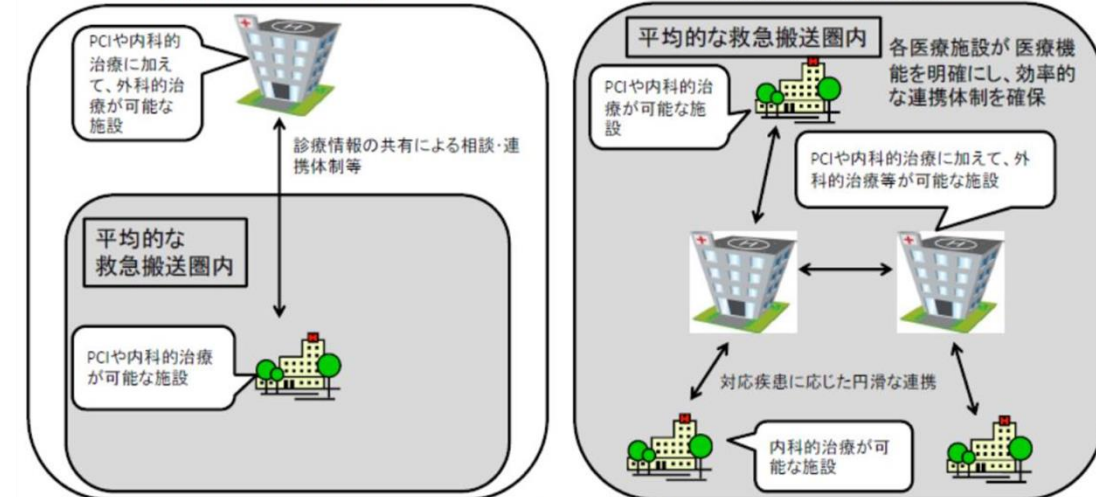 PCIや内科的
治療に加え
て、外科的治
療が可能な
施設
診療情報の共有による相談・連
携体制等
平均的な
救急搬送圏内
PCIや内科的治療
が可能な施設
平均的な救急搬送圏内
各医療施設が 医療機
能を明確にし、効率的
な連携体制を確保
PCIや内科的治
療が可能な施
設
PCIや内科的治療に加えて、外
科的治療等が可能な施設
対応疾患に応じた円滑な連携
内科的治療が可
能な施設